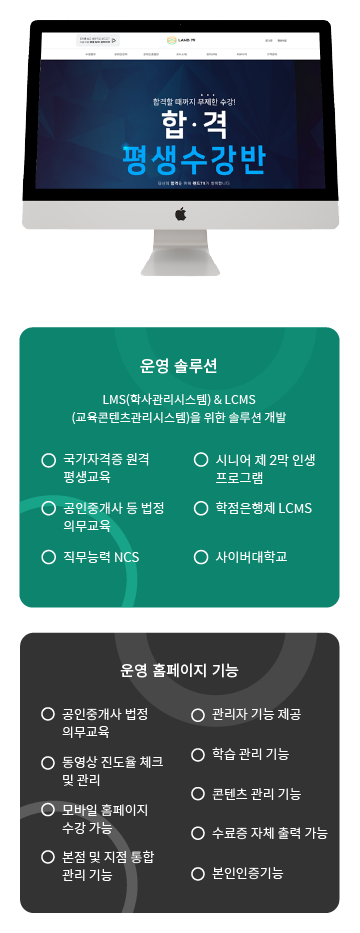 LAND TV
합격할 때까지 무제한 수강!
합·격
평생수강반
운영 솔루션
LMS(학사관리시스템) & LCMS
(교육콘텐츠관리시스템)을 위한 솔루션 개발
국가자격증 원격
평생교육
공인중개사 등 법정
의무교육
직무능력 NCS
시니어 제 2막 인생
프로그램
학점은행제 LCMS
사이버대학교
운영 홈페이지 기능
공인중개사 법정
의무교육
동영상 진도율 체크
및 관리
모바일 홈페이지
수강 가능
본점 및 지점 통합
관리 기능
관리자 기능 제공
학습 관리 기능
콘텐츠 관리 기능
수료증 자체 출력 가능
본인인증기능